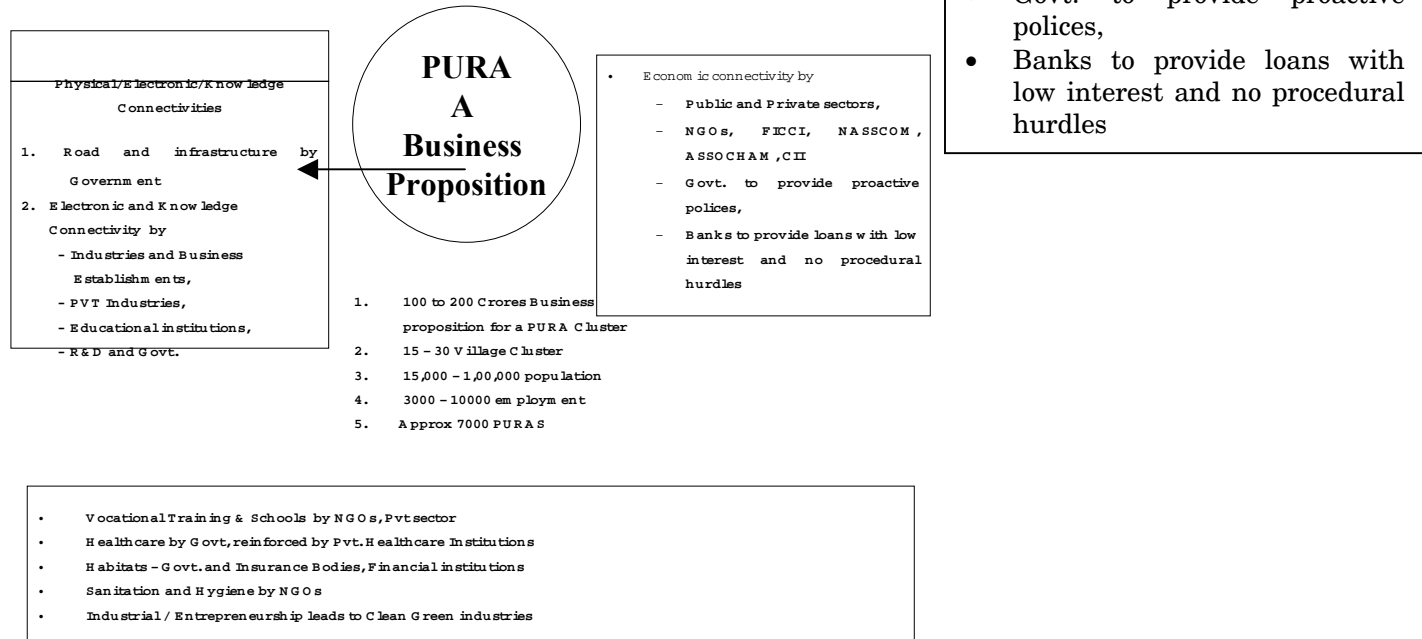 Physical/Electronic/Knowledge
Connectivities
1. Road and infrastructure by
Government
2. Electronic and Knowledge
Connectivity by
- Industries and Business
Establishments,
- PVT Industries,
- Educational institutions,
- R & D and Govt.
PURA
A
Business
Proposition
• Economic connectivity by
– Public and Private sectors,
– NGOs, FICCI, NASSCOM,
ASSOCHAM, CII
– Govt. to provide proactive
polices,
– Banks to provide loans with low
interest and no procedural
hurdles
• Govt. to provide proactive
polices,
• Banks to provide loans with
low interest and no procedural
hurdles
1. 100 to 200 Crores Business
proposition for a PURA Cluster
2. 15 – 30 Village Cluster
3. 15,000 – 1,00,000 population
4. 3000 – 10000 employment
5. Approx 7000 PURAS
• Vocational Training & Schools by NGOs, Pvt sector
• Healthcare by Govt, reinforced by Pvt. Healthcare Institutions
• Habitats – Govt. and Insurance Bodies, Financial institutions
• Sanitation and Hygiene by NGOs
• Industrial / Entrepreneurship leads to Clean Green industries